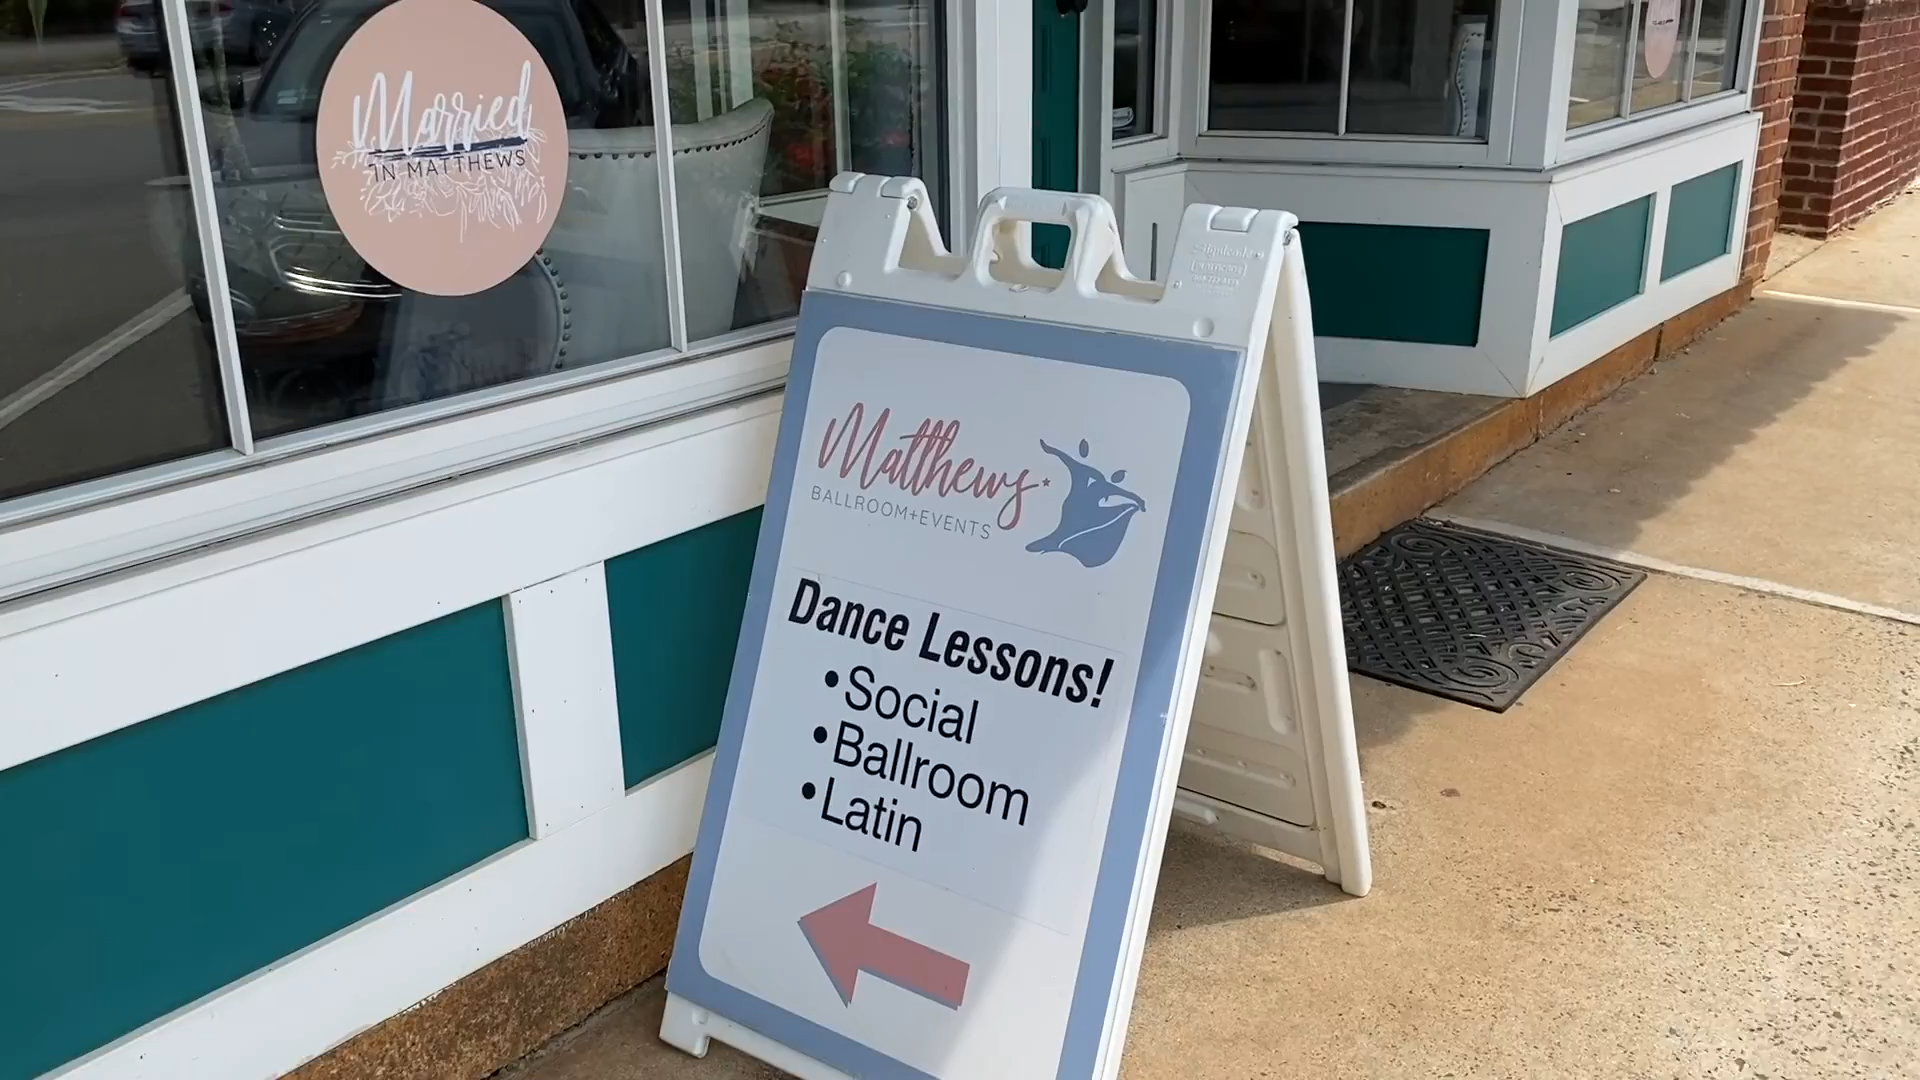 Married
IN MATTHEWS
Matthews
BALLROOM+EVENTS
Dance Lessons!
•Social
•Ballroom
•Latin